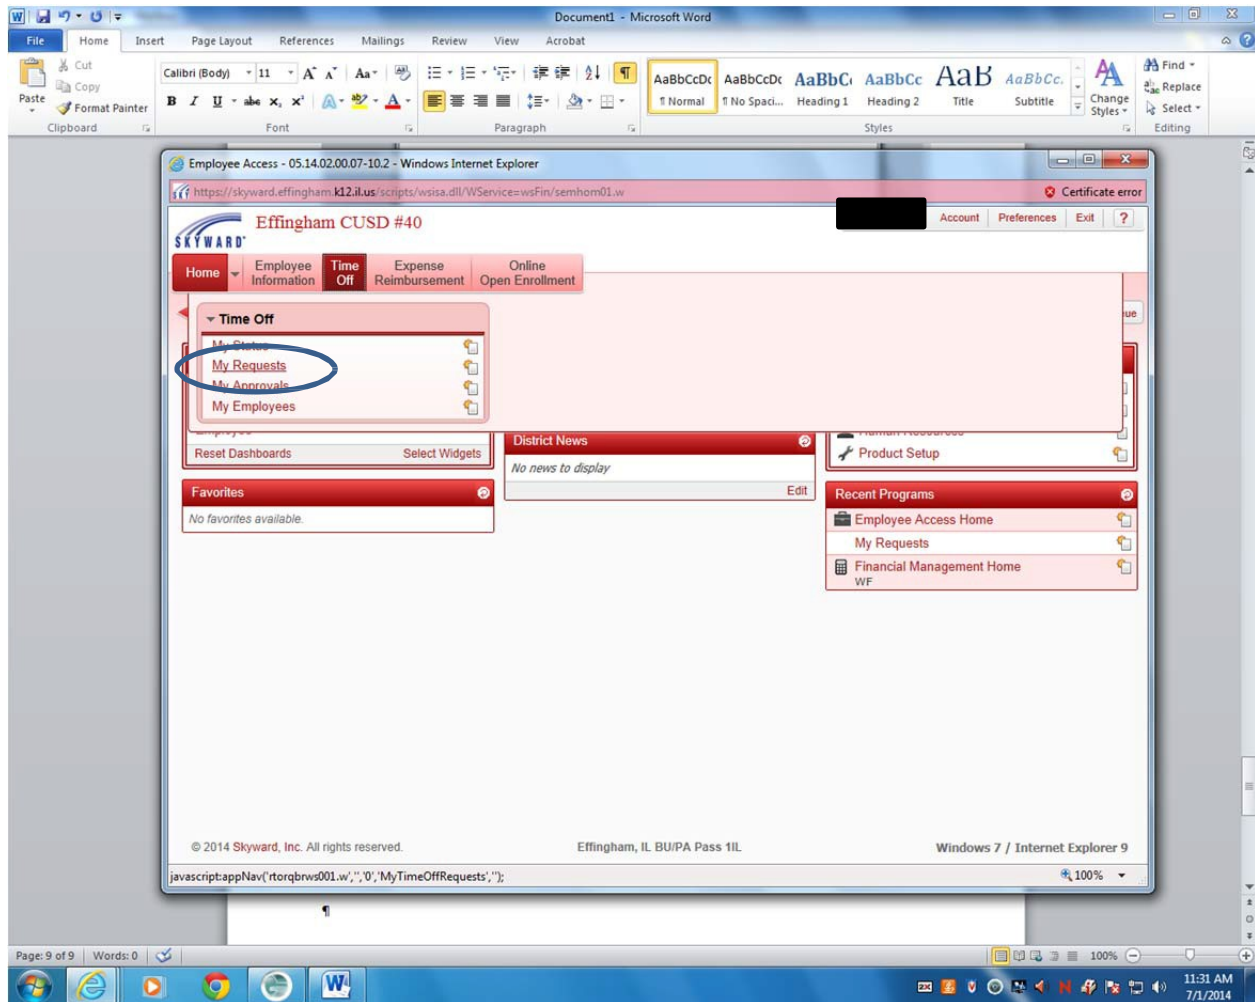 Document1 - Microsoft Word
File Home Insert Page Layout References Mailings Review View Acrobat
Cut
Copy
Paste
Format Painter
Clipboard
Calibri (Body) 11 Aa
B I U abc x, x²
Font
Paragraph
AaBbCcDc AaBbCcDc AaBbC AaBbCc AaB AaBbCc.
¶ Normal ¶ No Spaci... Heading 1 Heading 2 Title Subtitle
Change Styles
Styles
Find
Replace
Select
Editing
Employee Access - 05.14.02.00.07-10.2 - Windows Internet Explorer
https://skyward.effingham.k12.il.us/scripts/wsisa.dll/WService=wsFin/semhom01.w
Certificate error
SKYWARD
Effingham CUSD #40
Account Preferences Exit ?
Home
Employee Information
Time Off
Expense Reimbursement
Online Open Enrollment
Time Off
My Status
My Requests
My Approvals
My Employees
Reset Dashboards Select Widgets
Favorites
No favorites available.
District News
No news to display
Edit
Human Resources
Product Setup
Recent Programs
Employee Access Home
My Requests
Financial Management Home
WF
© 2014 Skyward, Inc. All rights reserved.
Effingham, IL BU/PA Pass 1IL
Windows 7 / Internet Explorer 9
javascript:appNav('rtorqbrws001.w','','0','MyTimeOffRequests','');
100%
¶
Page: 9 of 9 Words: 0
100%
11:31 AM
7/1/2014